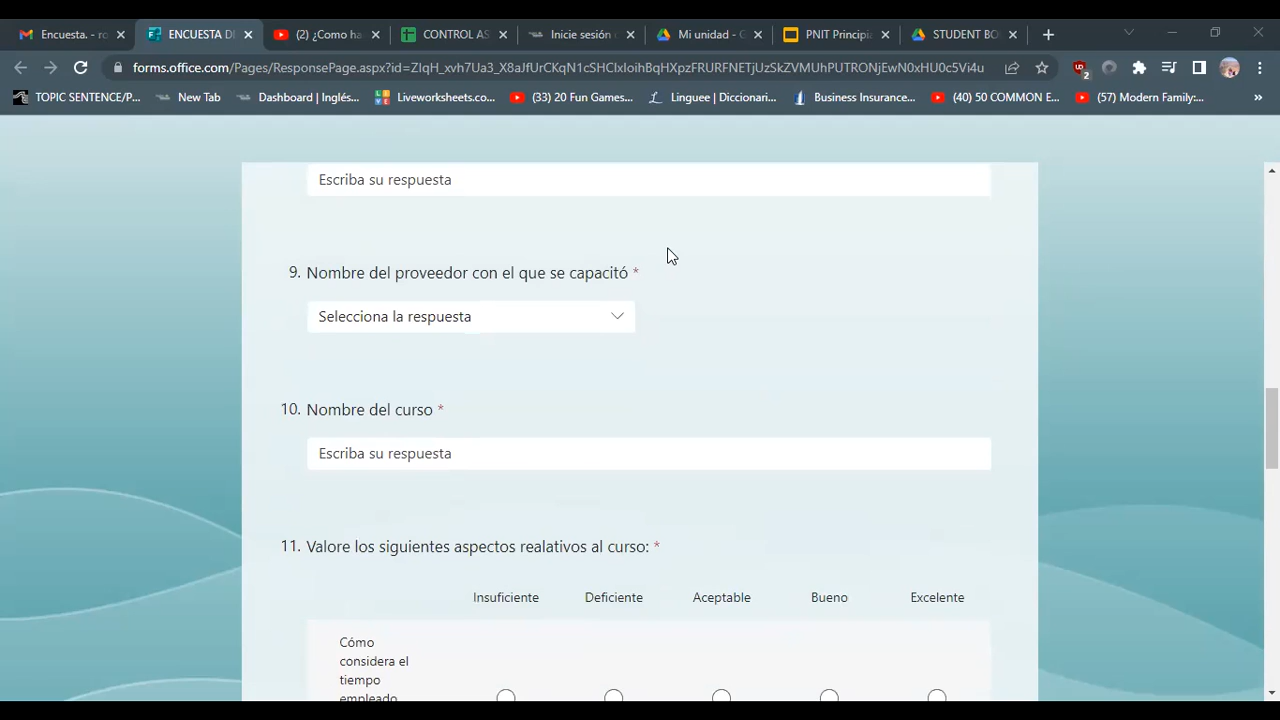 Encuesta. - ro
ENCUESTA DE
(2) ¿Como ha
CONTROL AS
Inicie sesión
Mi unidad - G
PNIT Principia
STUDENT BO
forms.office.com/Pages/ResponsePage.aspx?id=ZIqH_xvh7Ua3_X8aJfUrCKqN1cSHClxIoihBqHXpzFRURFNETjUzSkZVMUhPUTRONjEwN0xHU0c5Vi4u
2
TOPIC SENTENCE/P...
New Tab
Dashboard | Inglés...
Liveworksheets.co...
(33) 20 Fun Games...
Linguee | Diccionari...
Business Insurance...
(40) 50 COMMON E...
(57) Modern Family:...
»
Escriba su respuesta
9. Nombre del proveedor con el que se capacitó *
Selecciona la respuesta
10. Nombre del curso *
Escriba su respuesta
11. Valore los siguientes aspectos realativos al curso: *
Insuficiente Deficiente Aceptable Bueno Excelente
Cómo
considera el
tiempo
empleado